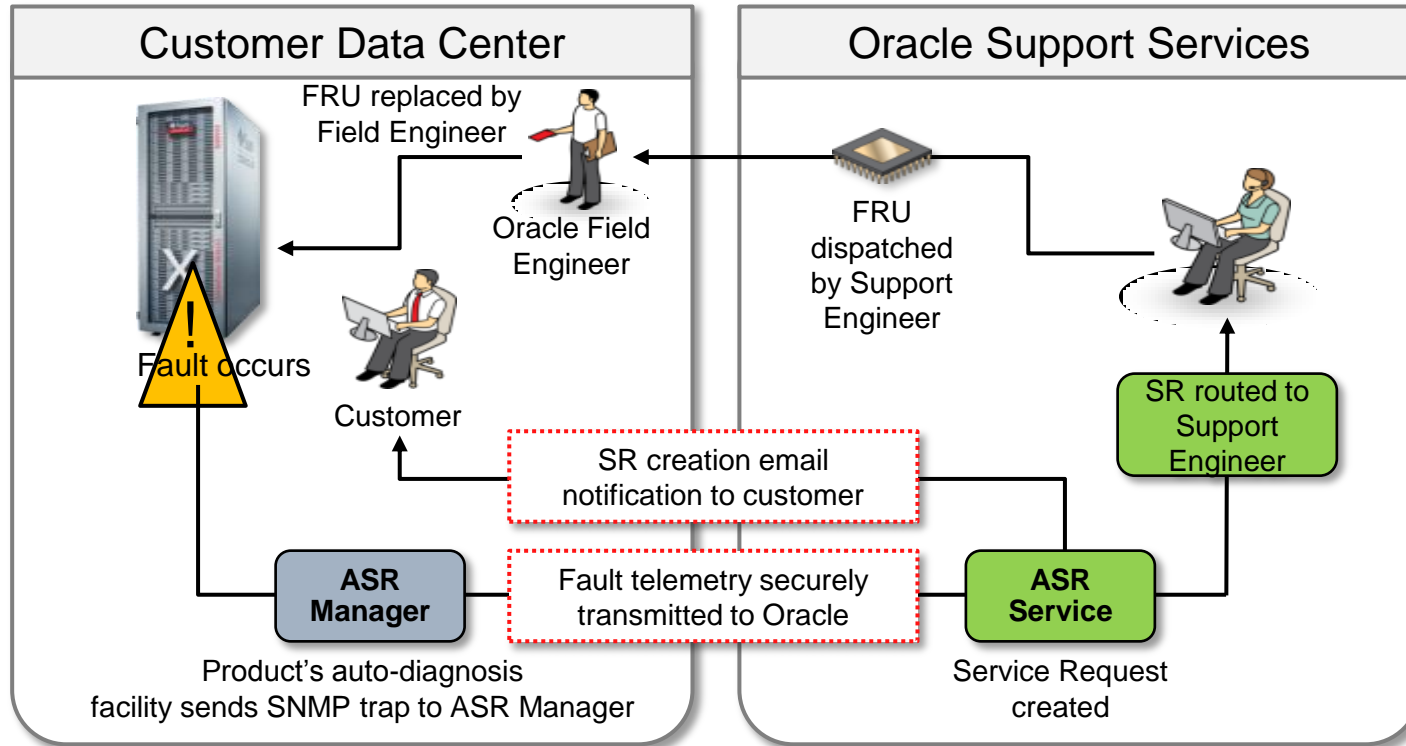 Customer Data Center
Oracle Support Services
FRU replaced by
Field Engineer
Oracle Field
Engineer
FRU
dispatched
by Support
Engineer
X
!
Fault occurs
Customer
SR routed to
Support
Engineer
SR creation email
notification to customer
ASR
Manager
Fault telemetry securely
transmitted to Oracle
ASR
Service
Product's auto-diagnosis
facility sends SNMP trap to ASR Manager
Service Request
created